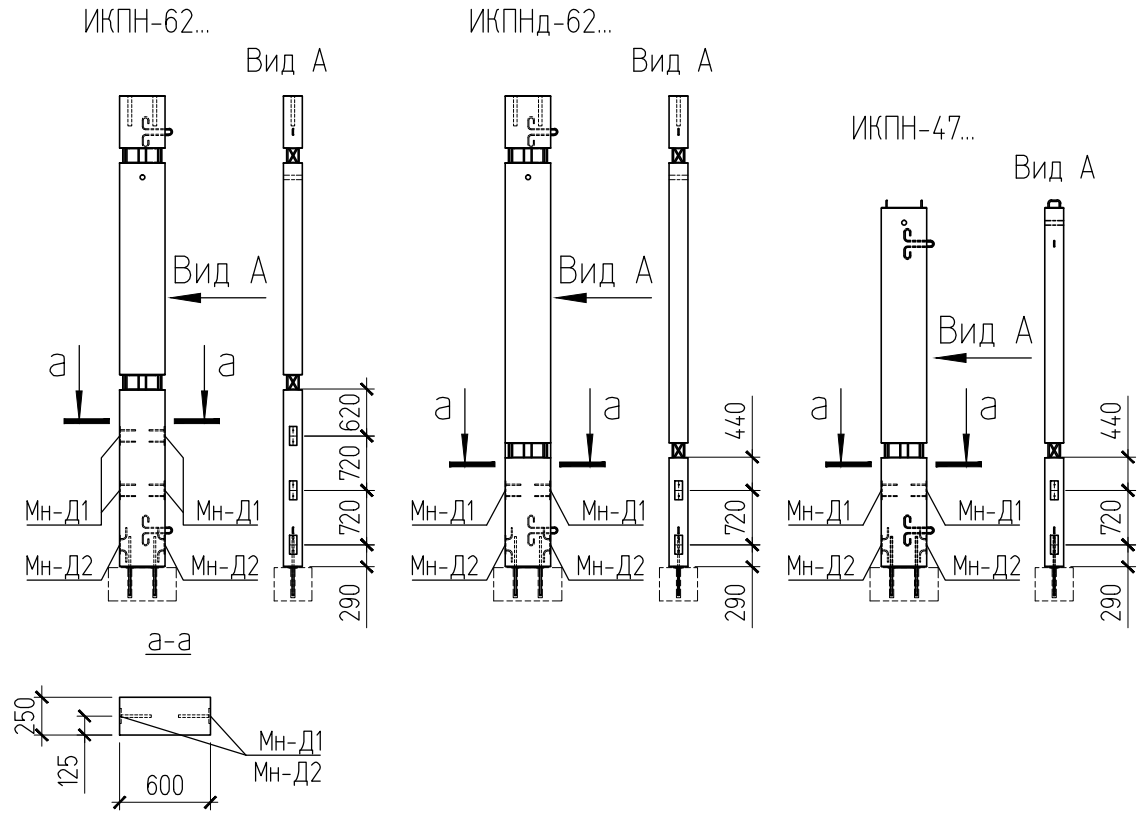 ИКПН-62...
Вид А
Вид А
а
а
620
720
720
290
Мн-Д1
Мн-Д1
Мн-Д2
Мн-Д2
ИКПНд-62...
Вид А
Вид А
а
а
440
720
290
Мн-Д1
Мн-Д1
Мн-Д2
Мн-Д2
ИКПН-47...
Вид А
Вид А
а
а
440
720
290
Мн-Д1
Мн-Д1
Мн-Д2
Мн-Д2
а-а
250
125
600
Мн-Д1
Мн-Д2